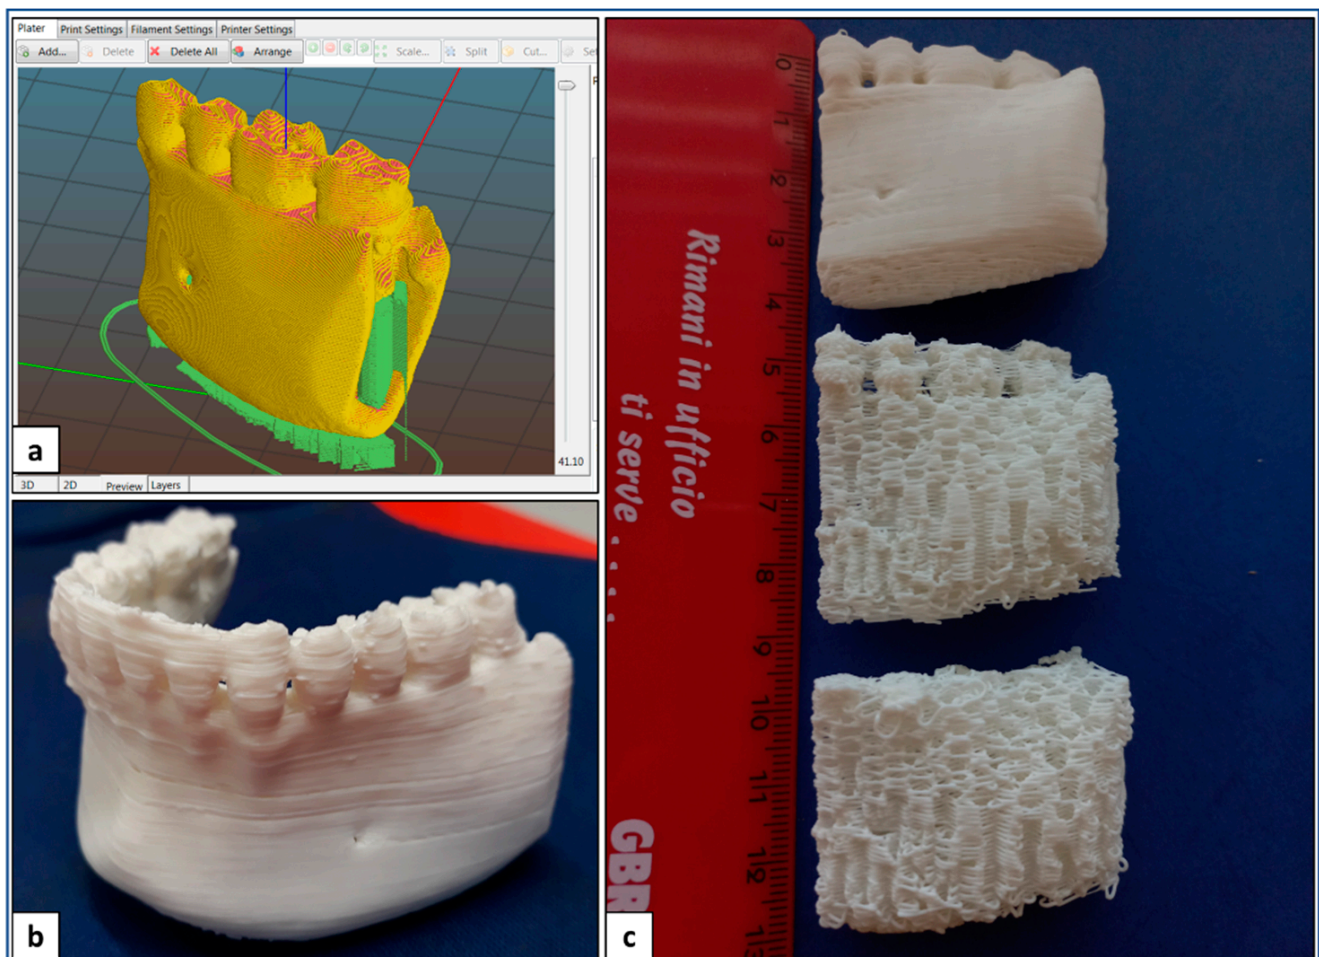 Plater
Print Settings
Filament Settings
Printer Settings
Add...
Delete
Delete All
Arrange
Scale...
Split
Cut...
41.10
3D
2D
Preview
Layers
a
b
0
1
2
3
4
5
6
7
8
9
10
11
12
Rimani in ufficio
ti serve .....
GBR
c